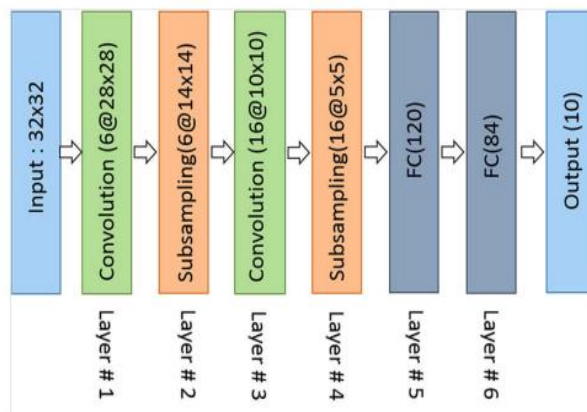 Input : 32x32
Convolution (6@28x28)
Subsampling(6@14x14)
Convolution (16@10x10)
Subsampling(16@5x5)
FC(120)
FC(84)
Output (10)
Layer # 1
Layer # 2
Layer # 3
Layer # 4
Layer # 5
Layer # 6